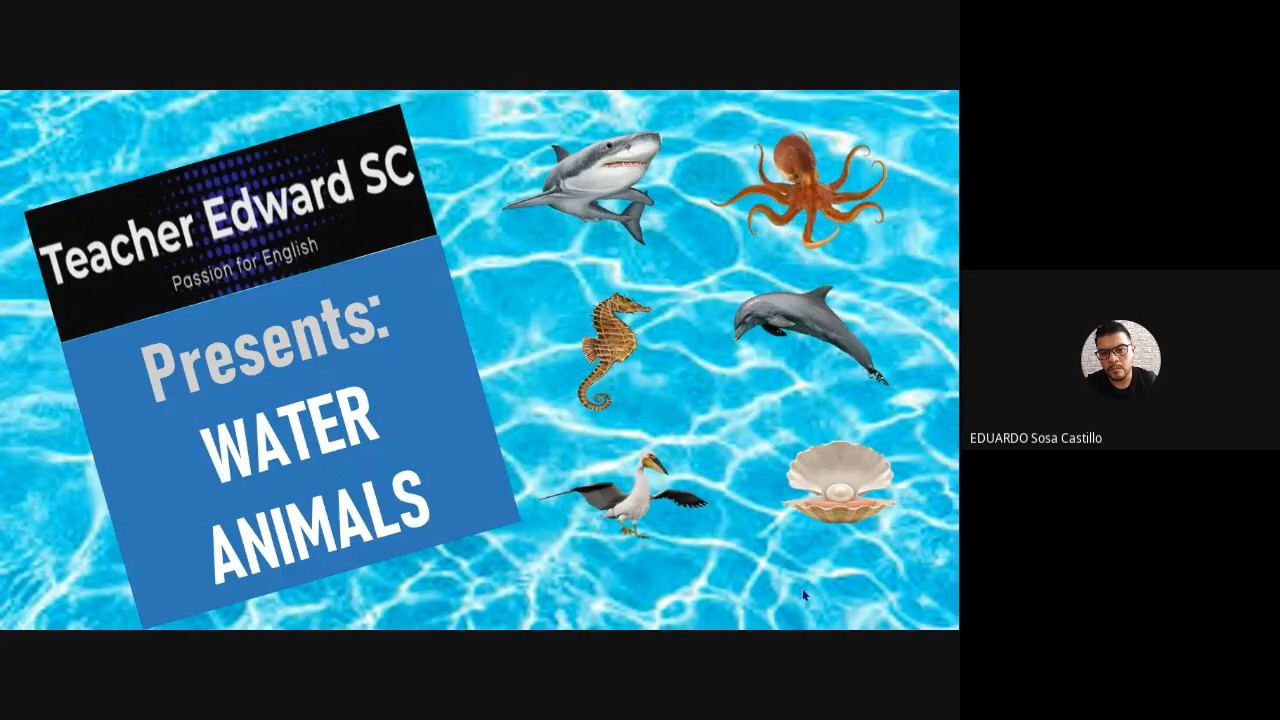 Teacher Edward SC
Passion for English
Presents:
WATER
ANIMALS
EDUARDO Sosa Castillo